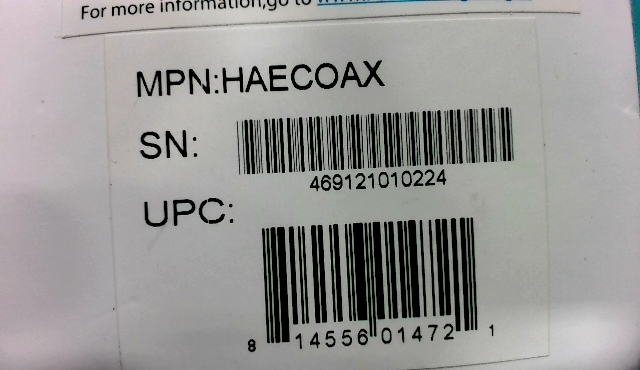 For more information,go to
MPN:HAECOAX
SN:
469121010224
UPC:
8 14556 01472 1